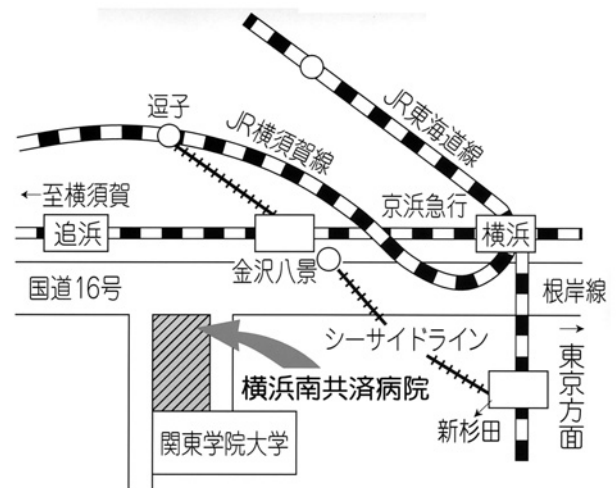 逗子
JR東海道線
JR横須賀線
←至横須賀
京浜急行
追浜
横浜
金沢八景
国道16号
根岸線
シーサイドライン
→
東京方面
横浜南共済病院
新杉田
関東学院大学